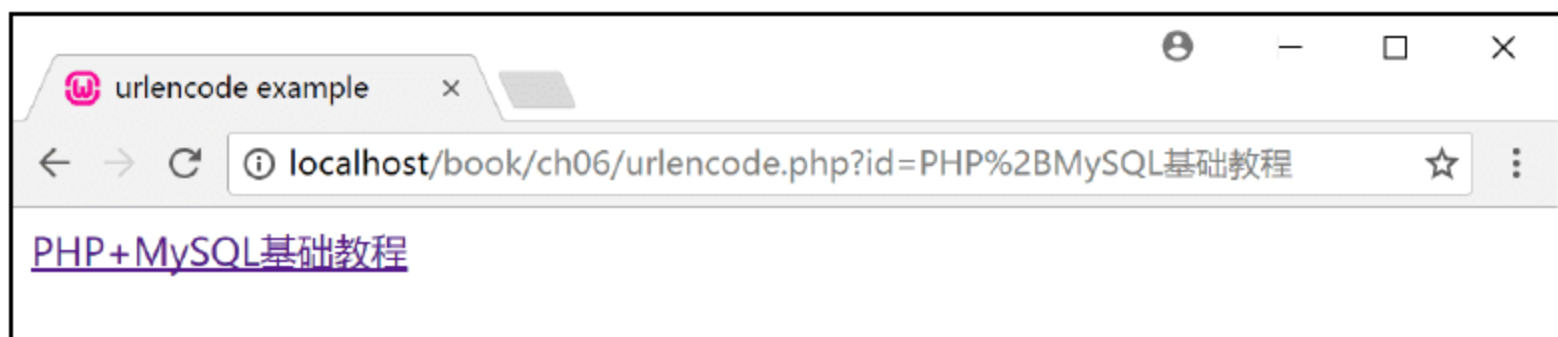 urlencode example
localhost/book/ch06/urlencode.php?id=PHP%2BMySQL基础教程
PHP+MySQL基础教程